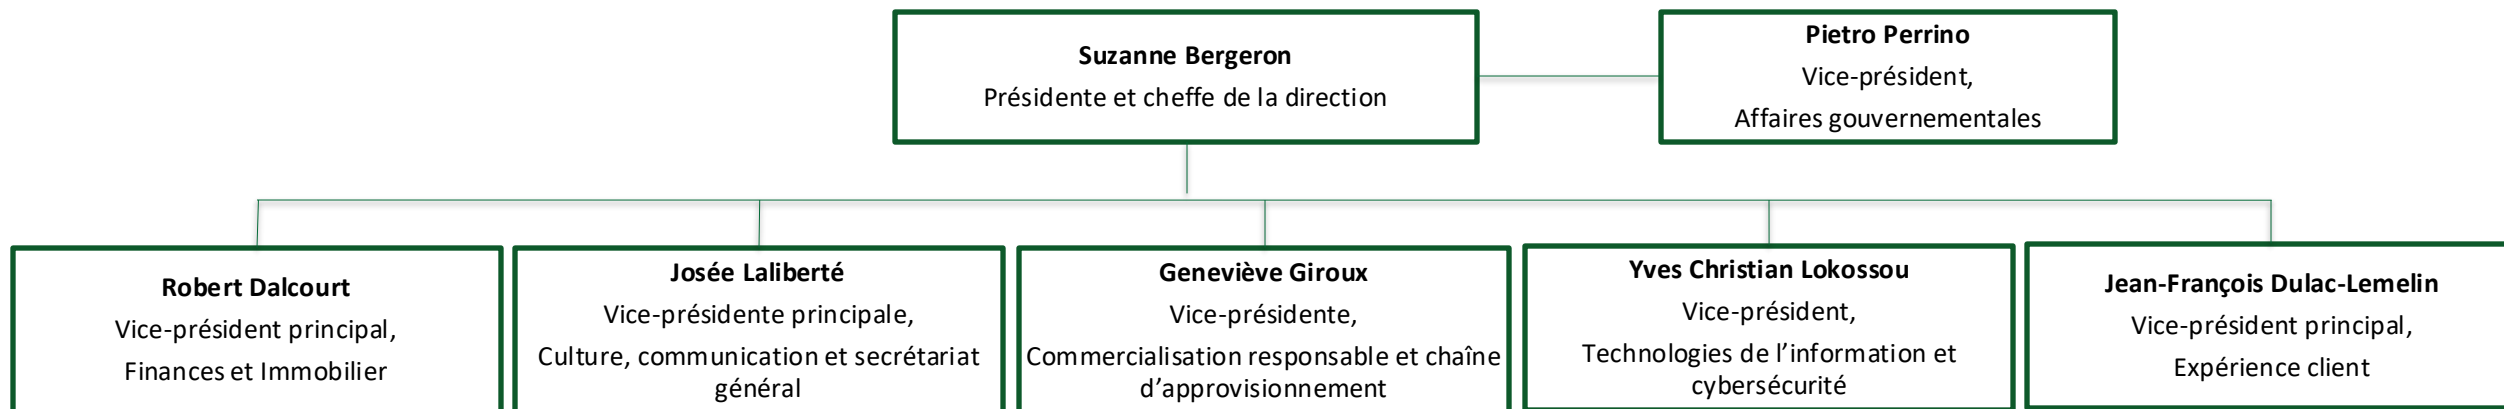 Suzanne Bergeron
Présidente et cheffe de la direction
Pietro Perrino
Vice-président,
Affaires gouvernementales
Robert Dalcourt
Vice-président principal,
Finances et Immobilier
Josée Laliberté
Vice-présidente principale,
Culture, communication et secrétariat
général
Geneviève Giroux
Vice-présidente,
Commercialisation responsable et chaîne
d’approvisionnement
Yves Christian Lokossou
Vice-président,
Technologies de l’information et
cybersécurité
Jean-François Dulac-Lemelin
Vice-président principal,
Expérience client